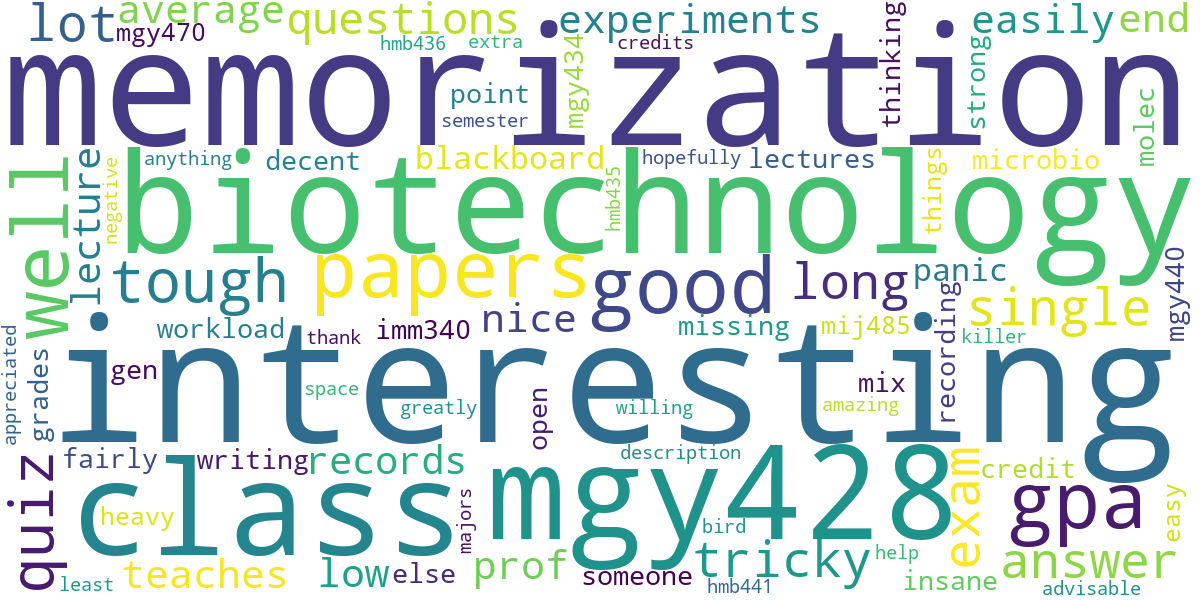 lot
average
questions
experiments
easily
end
mgy470
hmb436
extra
credits
thinking
strong
mgy434
memorization
point
semester
molec
anything
decent
blackboard
hopefully
lectures
microbio
well
lecture
negative
biotechnology
hmb435
things
tough
papers
good
long
panic
single
mgy440
workload
thank
imm340
nice
missing
mij485
recording
killer
appreciated
grades
gen
interesting
space
greatly
open
willing
mix
amazing
quiz
fairly
writing
records
description
class
mgy428
exam
credit
gpa
heavy
majors
bird
easy
least
teaches
low
else
prof
someone
tricky
hmb441
help
insane
answer
advisable